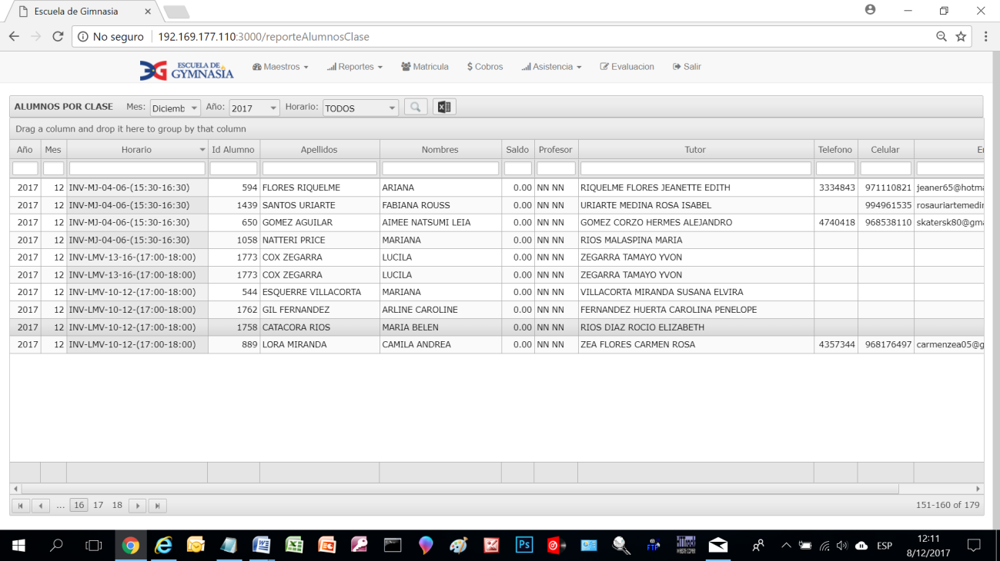 Escuela de Gimnasia
No seguro 192.169.177.110:3000/reporteAlumnosClase
ESCUELA DE GYMNASIA
Maestros Reportes Matricula $ Cobros Asistencia Evaluacion Salir
ALUMNOS POR CLASE Mes: Diciemb Año: 2017 Horario: TODOS
Drag a column and drop it here to group by that column
Año Mes Horario Id Alumno Apellidos Nombres Saldo Profesor Tutor Telefono Celular
2017 12 INV-MJ-04-06-(15:30-16:30) 594 FLORES RIQUELME ARIANA 0.00 NN NN RIQUELME FLORES JEANETTE EDITH 3334843 971110821 jeaner65@hotma
2017 12 INV-MJ-04-06-(15:30-16:30) 1439 SANTOS URIARTE FABIANA ROUSS 0.00 NN NN URIARTE MEDINA ROSA ISABEL 994961535 rosauriartemedin
2017 12 INV-MJ-04-06-(15:30-16:30) 650 GOMEZ AGUILAR AIMEE NATSUMI LEIA 0.00 NN NN GOMEZ CORZO HERMES ALEJANDRO 4740418 968538110 skatersk80@gma
2017 12 INV-MJ-04-06-(15:30-16:30) 1058 NATTERI PRICE MARIANA 0.00 NN NN RIOS MALASPINA MARIA
2017 12 INV-LMV-13-16-(17:00-18:00) 1773 COX ZEGARRA LUCILA 0.00 NN NN ZEGARRA TAMAYO YVON
2017 12 INV-LMV-13-16-(17:00-18:00) 1773 COX ZEGARRA LUCILA 0.00 NN NN ZEGARRA TAMAYO YVON
2017 12 INV-LMV-10-12-(17:00-18:00) 544 ESQUERRE VILLACORTA MARIANA 0.00 NN NN VILLACORTA MIRANDA SUSANA ELVIRA
2017 12 INV-LMV-10-12-(17:00-18:00) 1762 GIL FERNANDEZ ARLINE CAROLINE 0.00 NN NN FERNANDEZ HUERTA CAROLINA PENELOPE
2017 12 INV-LMV-10-12-(17:00-18:00) 1758 CATACORA RIOS MARIA BELEN 0.00 NN NN RIOS DIAZ ROCIO ELIZABETH
2017 12 INV-LMV-10-12-(17:00-18:00) 889 LORA MIRANDA CAMILA ANDREA 0.00 NN NN ZEA FLORES CARMEN ROSA 4357344 968176497 carmenzea05@g
... 16 17 18 151-160 of 179
Ps FTP ESP 12:11
8/12/2017